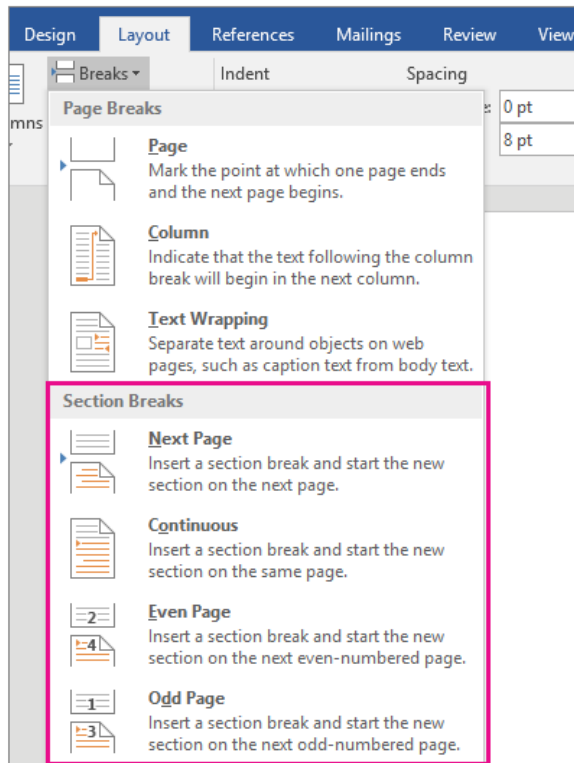 Design Layout References Mailings Review View
Breaks Indent Spacing
Page Breaks
mns
0 pt
8 pt
Page
Mark the point at which one page ends
and the next page begins.
Column
Indicate that the text following the column
break will begin in the next column.
Text Wrapping
Separate text around objects on web
pages, such as caption text from body text.
Section Breaks
Next Page
Insert a section break and start the new
section on the next page.
Continuous
Insert a section break and start the new
section on the same page.
2
4
Even Page
Insert a section break and start the new
section on the next even-numbered page.
1
3
Odd Page
Insert a section break and start the new
section on the next odd-numbered page.